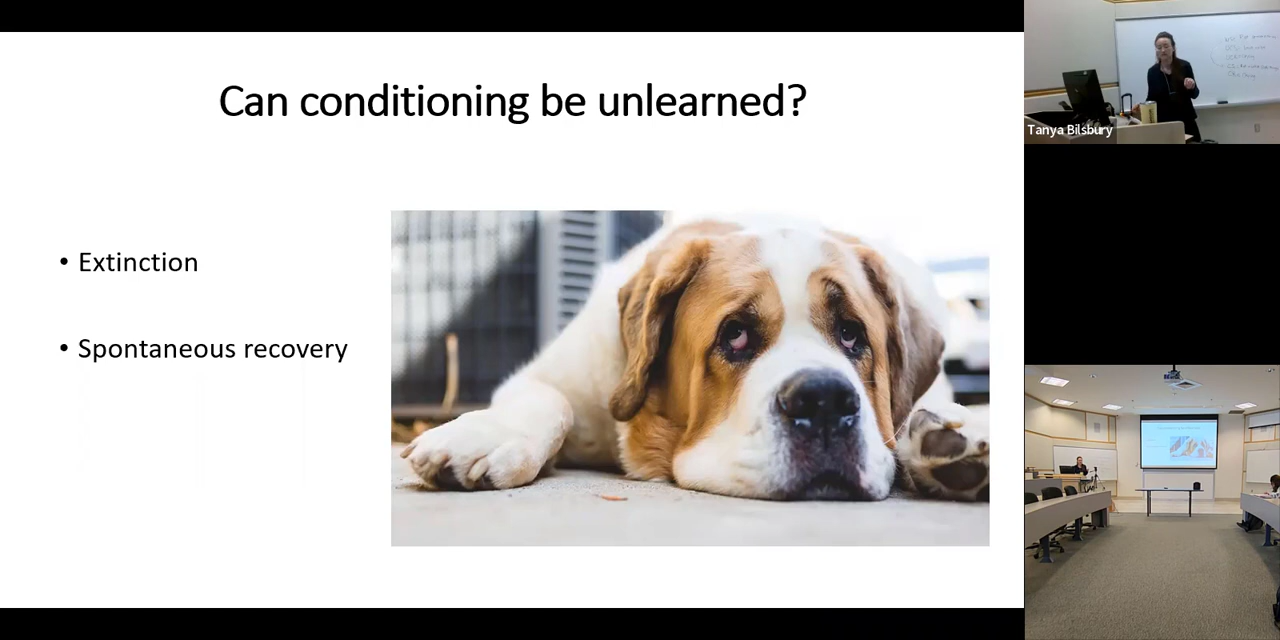 Can conditioning be unlearned?
• Extinction
• Spontaneous recovery
Tanya Bilsbury